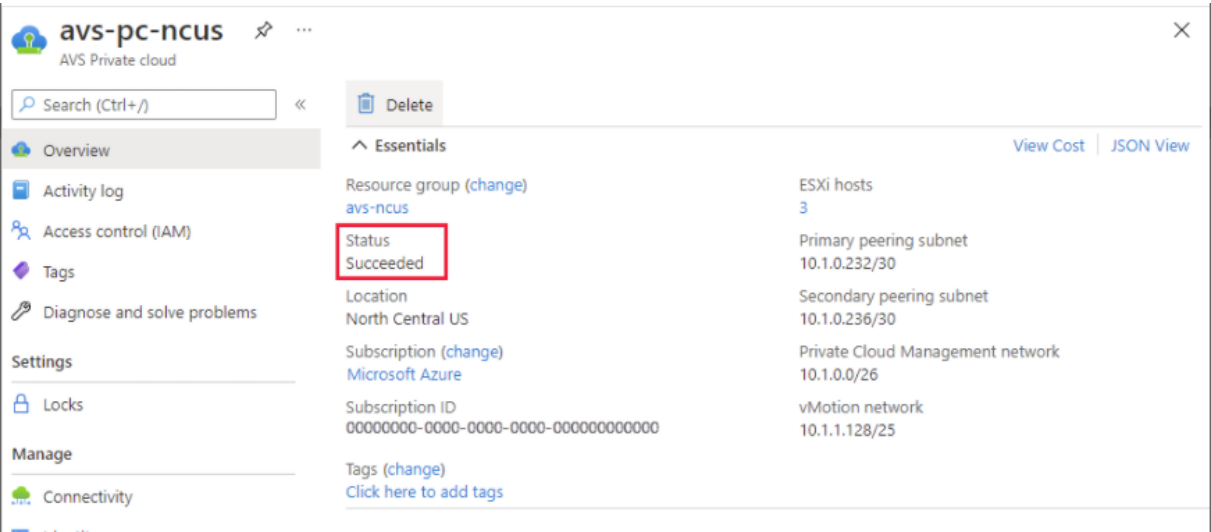 avs-pc-ncus
AVS Private cloud
Search (Ctrl+/)
Overview
Activity log
Access control (IAM)
Tags
Diagnose and solve problems
Settings
Locks
Manage
Connectivity
Delete
Essentials
View Cost
JSON View
Resource group (change)
avs-ncus
Status
Succeeded
Location
North Central US
Subscription (change)
Microsoft Azure
Subscription ID
00000000-0000-0000-0000-000000000000
Tags (change)
Click here to add tags
ESXi hosts
3
Primary peering subnet
10.1.0.232/30
Secondary peering subnet
10.1.0.236/30
Private Cloud Management network
10.1.0.0/26
vMotion network
10.1.1.128/25